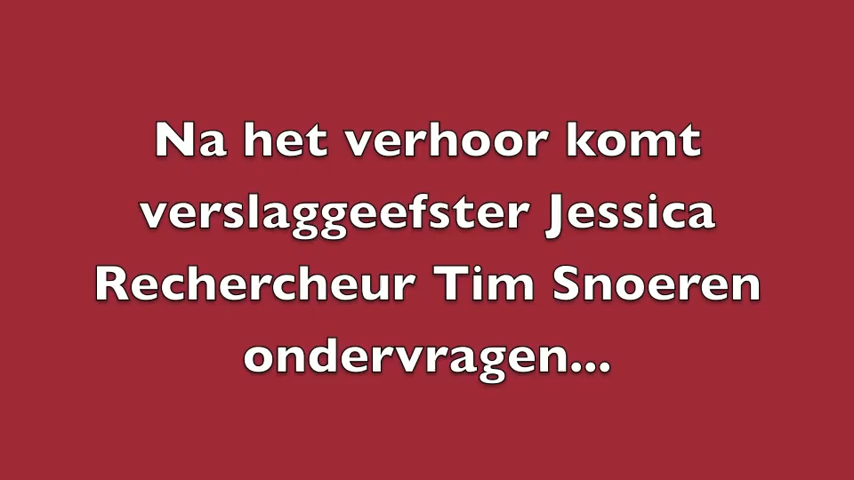 Na het verhoor komt
verslaggeefster Jessica
Rechercheur Tim Snoeren
ondervragen...